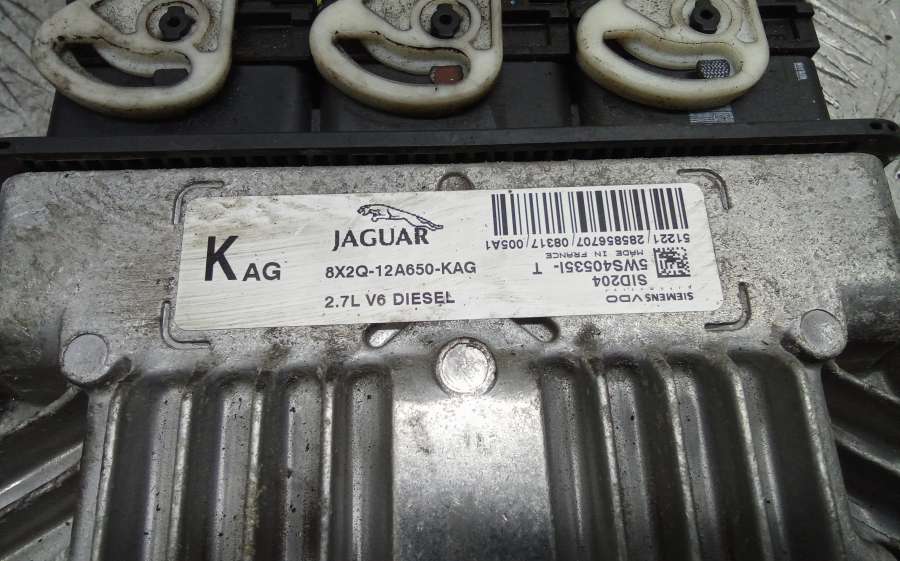 K AG
JAGUAR
8X2Q-12A650-KAG
2.7L V6 DIESEL
SIEMENS VDO
SID204
5WS40535I- T
MADE IN FRANCE
51221 / 285856707 / 08317 / 005A1